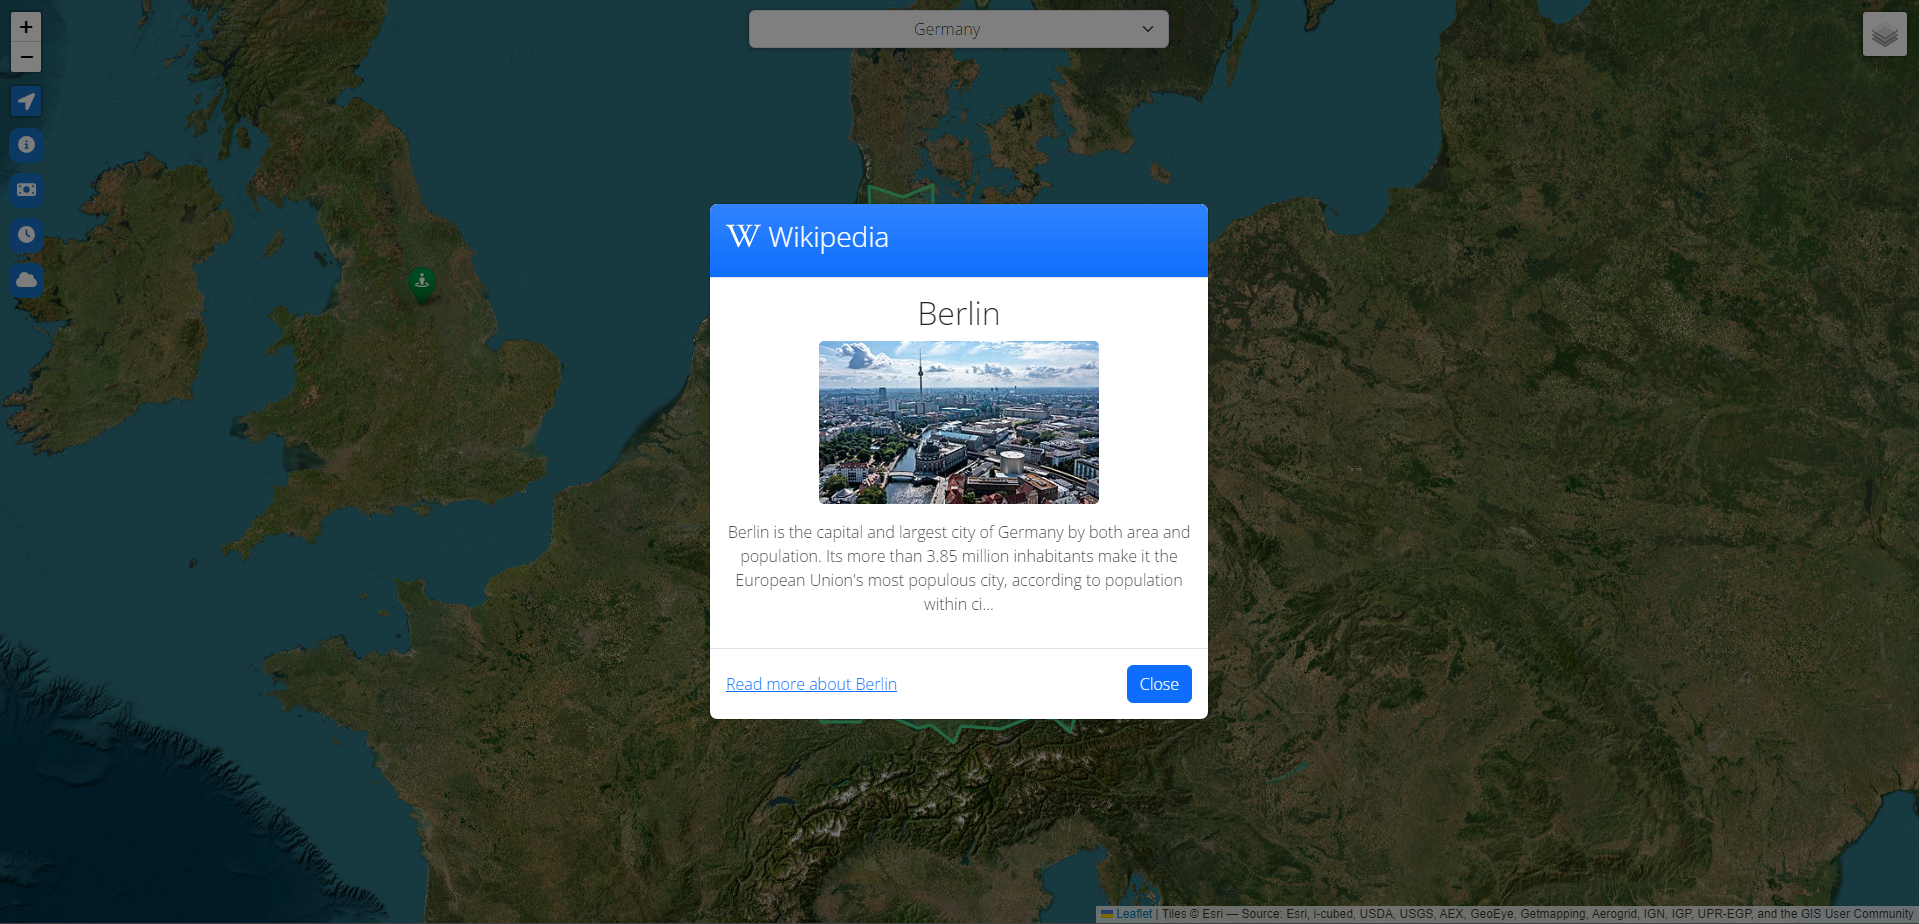 +
Germany
−
W Wikipedia
Berlin
Berlin is the capital and largest city of Germany by both area and
population. Its more than 3.85 million inhabitants make it the
European Union's most populous city, according to population
within ci...
Read more about Berlin
Close
Leaflet | Tiles © Esri — Source: Esri, i-cubed, USDA, USGS, AEX, GeoEye, Getmapping, Aerogrid, IGN, IGP, UPR-EGP, and the GIS User Community